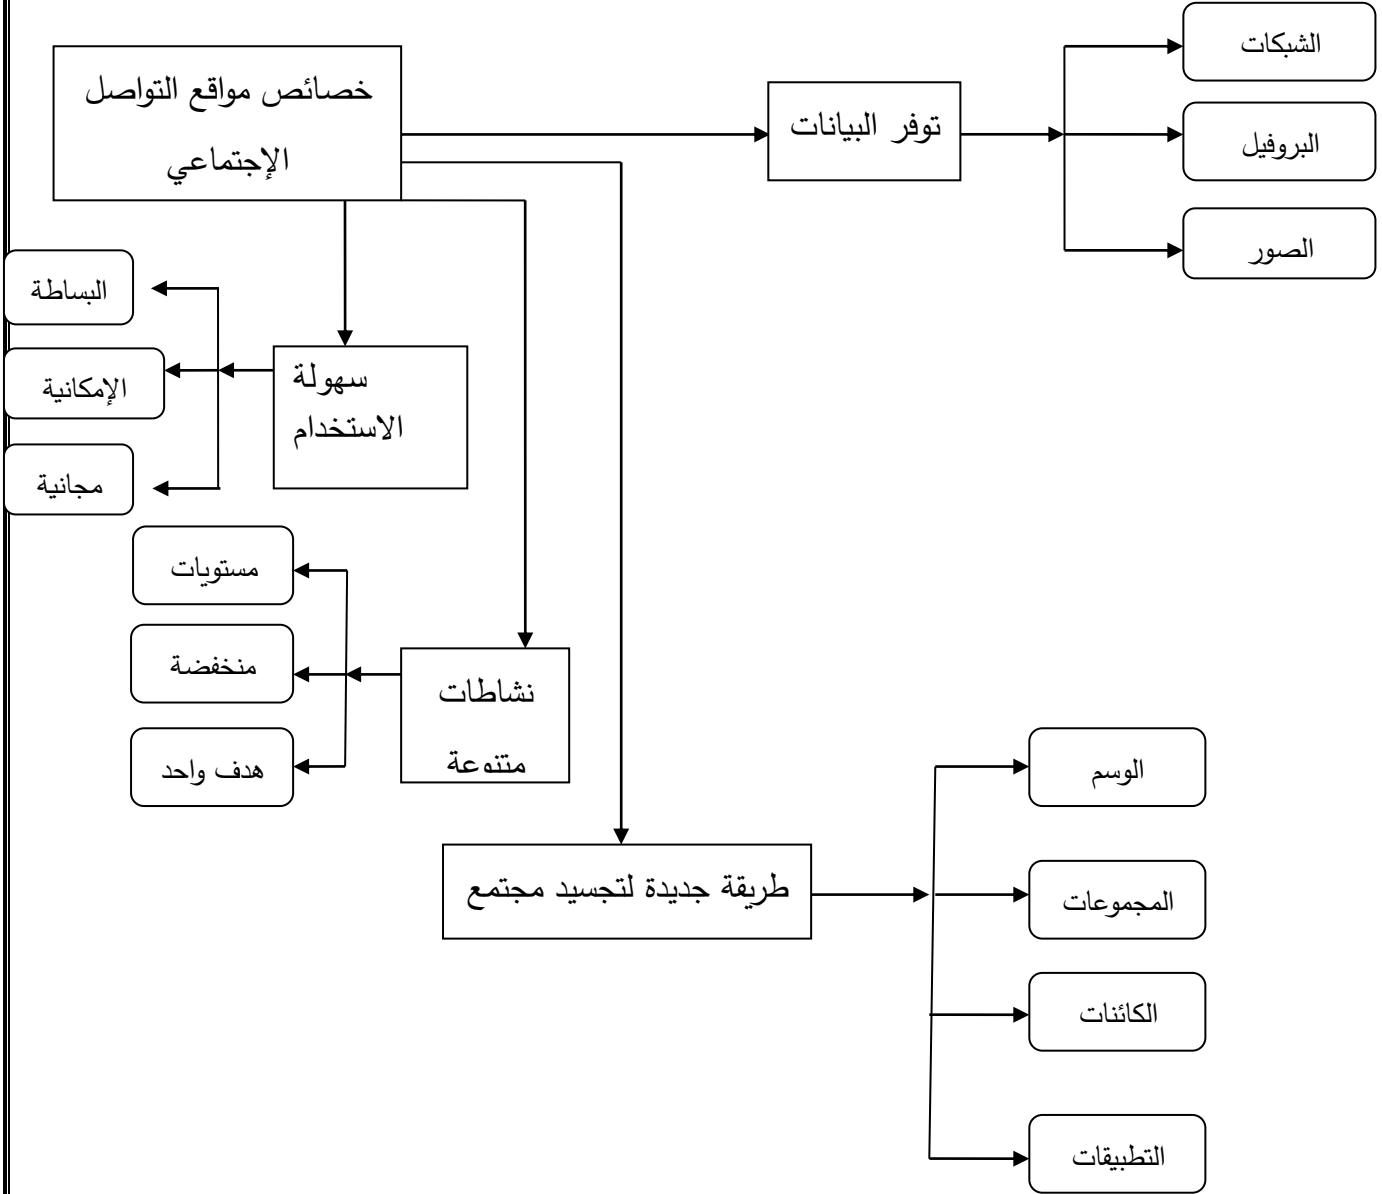 خصائص مواقع التواصل
الإجتماعي
توفر البيانات
الشبكات
البروفيل
الصور
سهولة
الاستخدام
البساطة
الإمكانية
مجانية
نشاطات
متنوعة
مستويات
منخفضة
هدف واحد
طريقة جديدة لتجسيد مجتمع
الوسم
المجموعات
الكائنات
التطبيقات